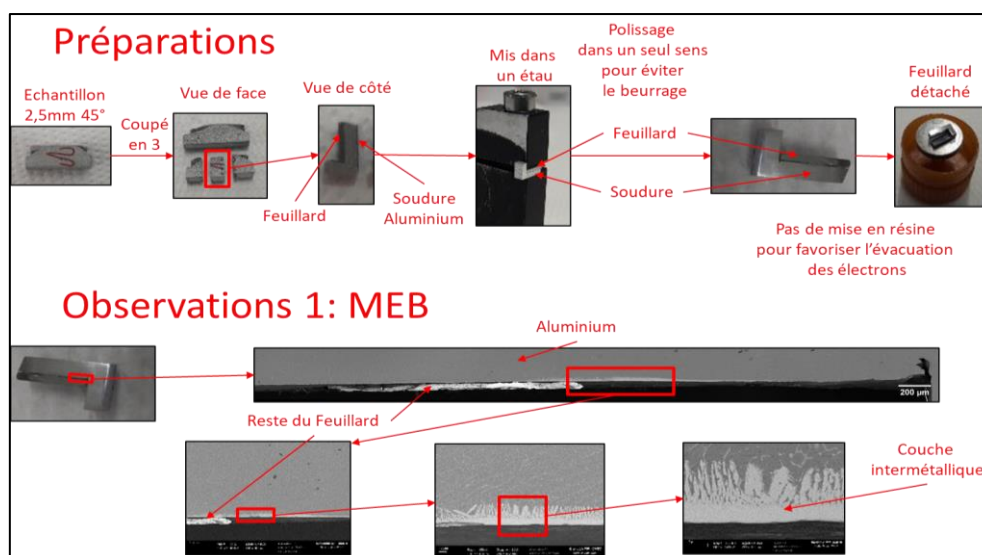 Préparations
Echantillon
2,5mm 45°
Coupé
en 3
Vue de face
Vue de côté
Feuillard
Soudure
Aluminium
Mis dans
un étau
Polissage
dans un seul sens
pour éviter
le beurrage
Feuillard
Soudure
Feuillard
détaché
Pas de mise en résine
pour favoriser l'évacuation
des électrons
Observations 1: MEB
Aluminium
200 µm
Reste du Feuillard
Couche
intermétallique